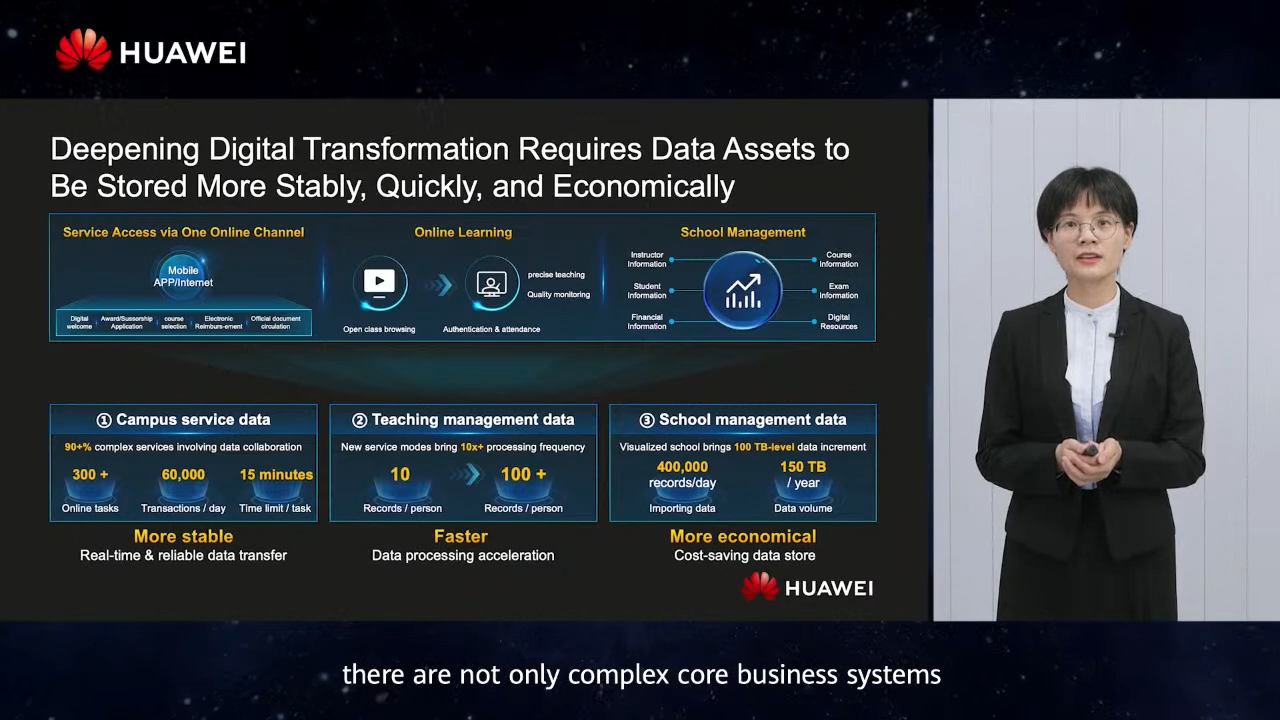 HUAWEI
Deepening Digital Transformation Requires Data Assets to
Be Stored More Stably, Quickly, and Economically
Service Access via One Online Channel
Mobile
APP/Internet
Digital
welcome
Award/Sussorship
Application
course
selection
Electronic
Reimburs-ement
Official document
circulation
Online Learning
precise teaching
Quality monitoring
Open class browsing
Authentication & attendance
School Management
Instructor
Information
Student
Information
Financial
Information
Course
Information
Exam
Information
Digital
Resources
① Campus service data
90+% complex services involving data collaboration
300 +
Online tasks
60,000
Transactions / day
15 minutes
Time limit / task
More stable
Real-time & reliable data transfer
② Teaching management data
New service modes bring 10x+ processing frequency
10
Records / person
100 +
Records / person
Faster
Data processing acceleration
③ School management data
Visualized school brings 100 TB-level data increment
400,000
records/day
Importing data
150 TB
/ year
Data volume
More economical
Cost-saving data store
HUAWEI
there are not only complex core business systems